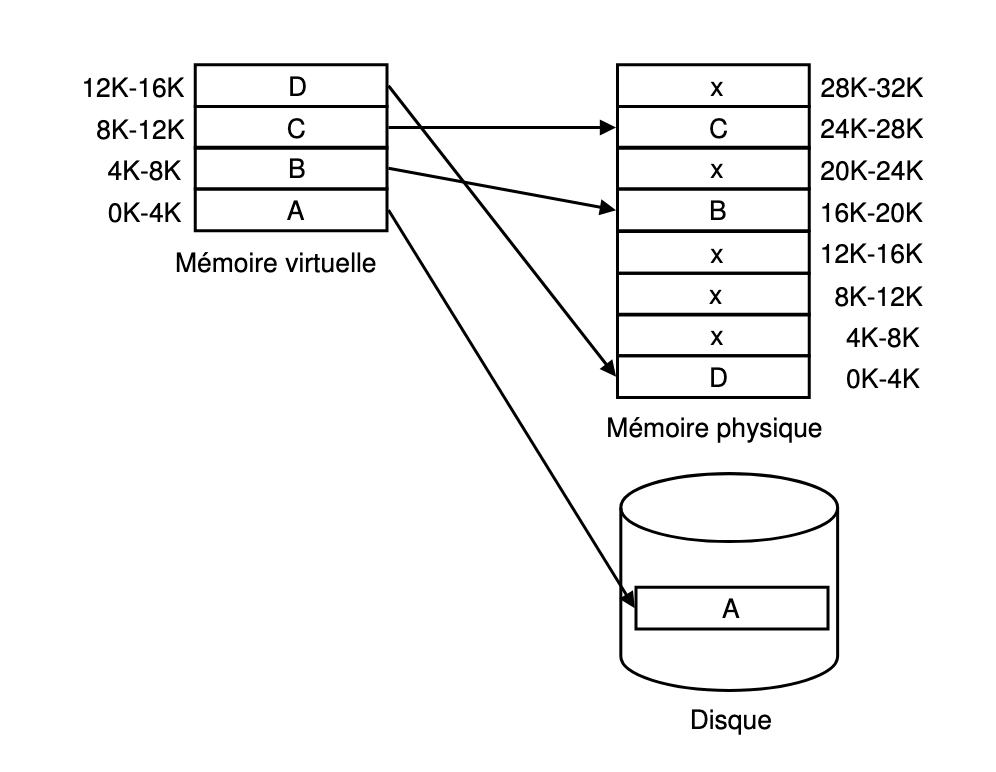 12K-16K D
8K-12K C
4K-8K B
0K-4K A
Mémoire virtuelle
x 28K-32K
C 24K-28K
x 20K-24K
B 16K-20K
x 12K-16K
x 8K-12K
x 4K-8K
D 0K-4K
Mémoire physique
A
Disque